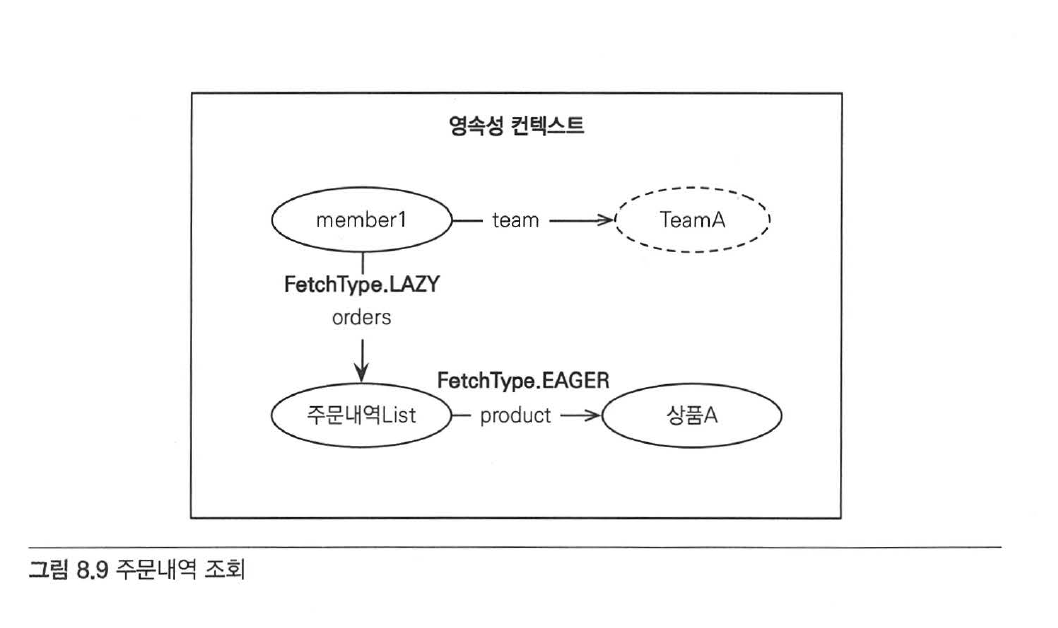 영속성 컨텍스트
member1
team
TeamA
FetchType.LAZY
orders
FetchType.EAGER
주문내역List
product
상품A
그림 8.9 주문내역 조회